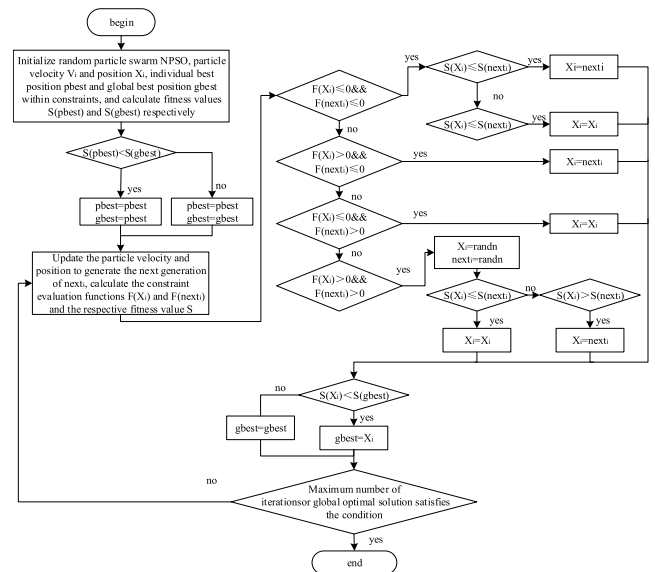 begin
Initialize random particle swarm NPSO, particle
velocity Vi and position Xi, individual best
position pbest and global best position gbest
within constraints, and calculate fitness values
S(pbest) and S(gbest) respectively
S(pbest)<S(gbest)
yes
no
pbest=pbest
gbest=pbest
pbest=pbest
gbest=gbest
Update the particle velocity and
position to generate the next generation
of nexti, calculate the constraint
evaluation functions F(Xi) and F(nexti)
and the respective fitness value S
F(Xi)≤0&&
F(nexti)≤0
yes
S(Xi)≤S(nexti)
yes
Xi=nexti
no
S(Xi)≤S(nexti)
yes
Xi=Xi
no
F(Xi)>0&&
F(nexti)≤0
yes
Xi=nexti
no
F(Xi)≤0&&
F(nexti)>0
yes
Xi=Xi
no
F(Xi)>0&&
F(nexti)>0
yes
Xi=randn
nexti=randn
S(Xi)≤S(nexti)
no
S(Xi)>S(nexti)
yes
yes
Xi=Xi
Xi=nexti
S(Xi)<S(gbest)
no
yes
gbest=gbest
gbest=Xi
no
Maximum number of
iterationsor global optimal solution satisfies
the condition
yes
end